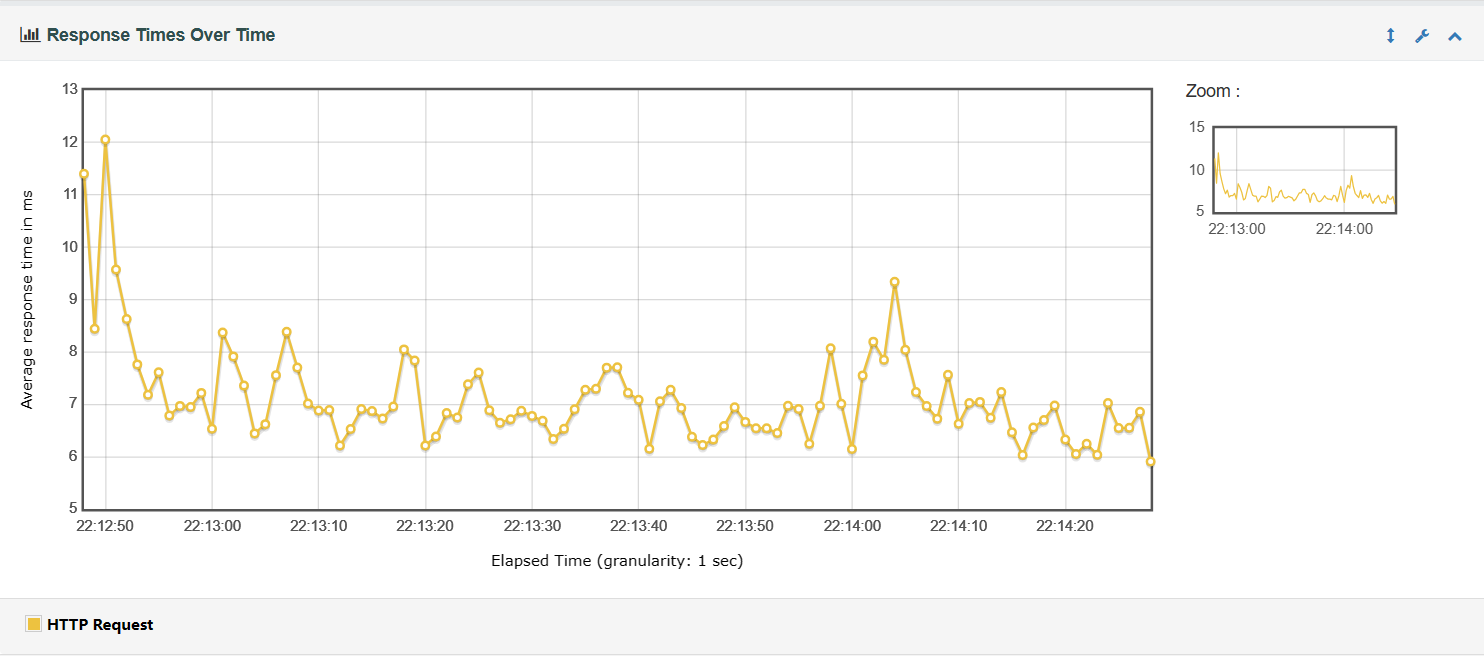 Response Times Over Time
Zoom :
13
12
11
10
9
8
7
6
5
Average response time in ms
22:12:50 22:13:00 22:13:10 22:13:20 22:13:30 22:13:40 22:13:50 22:14:00 22:14:10 22:14:20
Elapsed Time (granularity: 1 sec)
15
10
5
22:13:00 22:14:00
HTTP Request